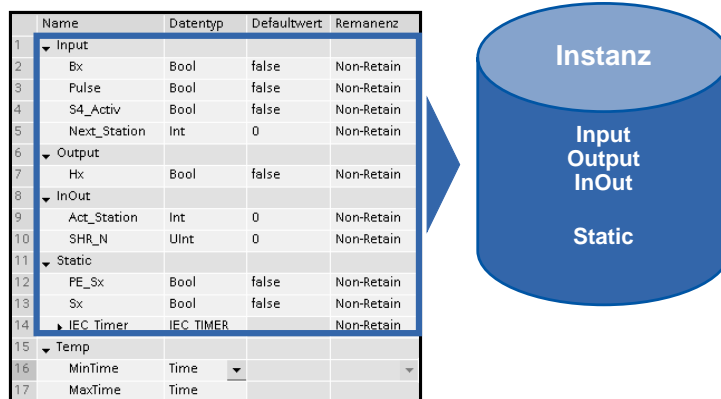 Name Datentyp Defaultwert Remanenz
1 Input
2 Bx Bool false Non-Retain
3 Pulse Bool false Non-Retain
4 S4_Activ Bool false Non-Retain
5 Next_Station Int 0 Non-Retain
6 Output
7 Hx Bool false Non-Retain
8 InOut
9 Act_Station Int 0 Non-Retain
10 SHR_N UInt 0 Non-Retain
11 Static
12 PE_Sx Bool false Non-Retain
13 Sx Bool false Non-Retain
14 IEC Timer IEC TIMER Non-Retain
15 Temp
16 MinTime Time
17 MaxTime Time
Instanz
Input
Output
InOut
Static